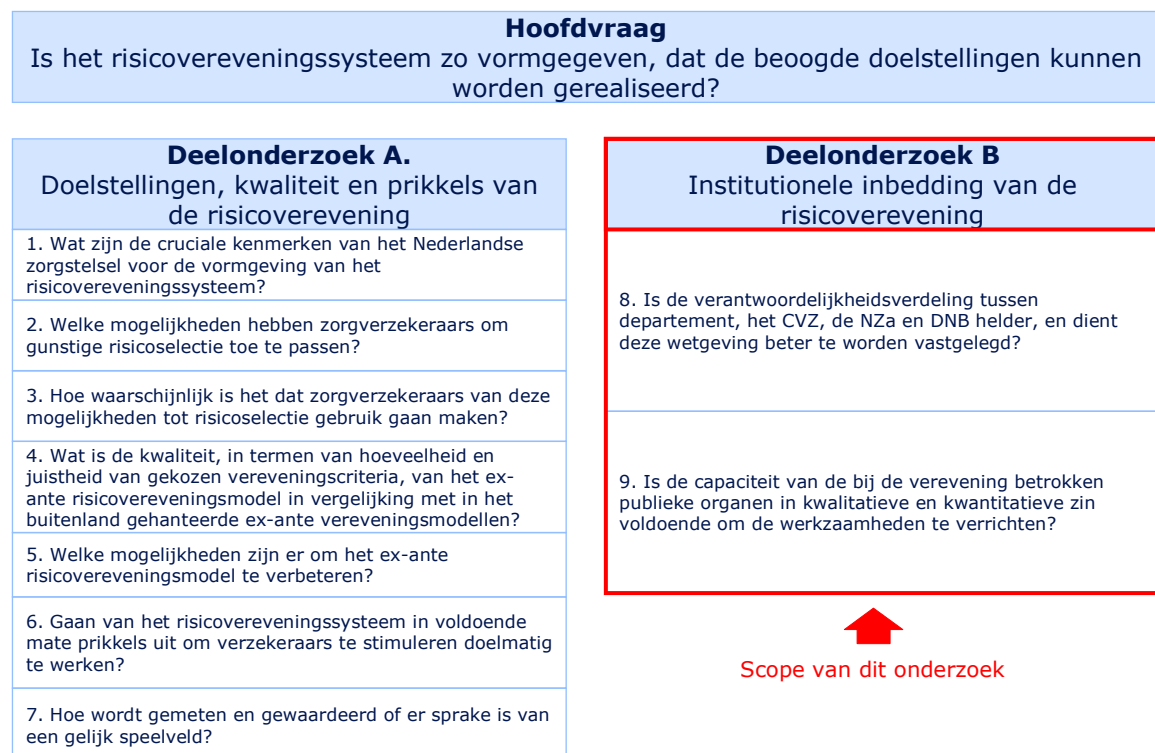 Hoofdvraag
Is het risicovereveningssysteem zo vormgegeven, dat de beoogde doelstellingen kunnen
worden gerealiseerd?
Deelonderzoek A.
Doelstellingen, kwaliteit en prikkels van
de risicoverevening
1. Wat zijn de cruciale kenmerken van het Nederlandse
zorgstelsel voor de vormgeving van het
risicovereveningssysteem?
2. Welke mogelijkheden hebben zorgverzekeraars om
gunstige risicoselectie toe te passen?
3. Hoe waarschijnlijk is het dat zorgverzekeraars van deze
mogelijkheden tot risicoselectie gebruik gaan maken?
4. Wat is de kwaliteit, in termen van hoeveelheid en
juistheid van gekozen vereveningscriteria, van het ex-
ante risicovereveningsmodel in vergelijking met in het
buitenland gehanteerde ex-ante vereveningsmodellen?
5. Welke mogelijkheden zijn er om het ex-ante
risicovereveningsmodel te verbeteren?
6. Gaan van het risicovereveningssysteem in voldoende
mate prikkels uit om verzekeraars te stimuleren doelmatig
te werken?
7. Hoe wordt gemeten en gewaardeerd of er sprake is van
een gelijk speelveld?
Deelonderzoek B
Institutionele inbedding van de
risicoverevening
8. Is de verantwoordelijkheidsverdeling tussen
departement, het CVZ, de NZa en DNB helder, en dient
deze wetgeving beter te worden vastgelegd?
9. Is de capaciteit van de bij de verevening betrokken
publieke organen in kwalitatieve en kwantitatieve zin
voldoende om de werkzaamheden te verrichten?
Scope van dit onderzoek